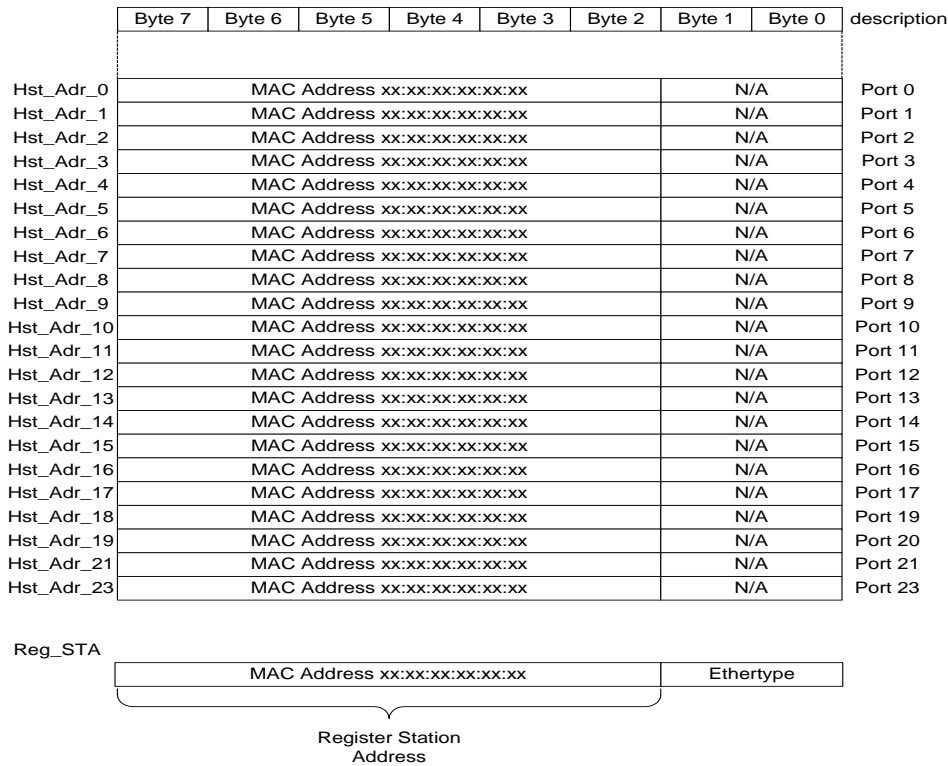 Byte 7 Byte 6 Byte 5 Byte 4 Byte 3 Byte 2 Byte 1 Byte 0 description
Hst_Adr_0 MAC Address xx:xx:xx:xx:xx:xx N/A Port 0
Hst_Adr_1 MAC Address xx:xx:xx:xx:xx:xx N/A Port 1
Hst_Adr_2 MAC Address xx:xx:xx:xx:xx:xx N/A Port 2
Hst_Adr_3 MAC Address xx:xx:xx:xx:xx:xx N/A Port 3
Hst_Adr_4 MAC Address xx:xx:xx:xx:xx:xx N/A Port 4
Hst_Adr_5 MAC Address xx:xx:xx:xx:xx:xx N/A Port 5
Hst_Adr_6 MAC Address xx:xx:xx:xx:xx:xx N/A Port 6
Hst_Adr_7 MAC Address xx:xx:xx:xx:xx:xx N/A Port 7
Hst_Adr_8 MAC Address xx:xx:xx:xx:xx:xx N/A Port 8
Hst_Adr_9 MAC Address xx:xx:xx:xx:xx:xx N/A Port 9
Hst_Adr_10 MAC Address xx:xx:xx:xx:xx:xx N/A Port 10
Hst_Adr_11 MAC Address xx:xx:xx:xx:xx:xx N/A Port 11
Hst_Adr_12 MAC Address xx:xx:xx:xx:xx:xx N/A Port 12
Hst_Adr_13 MAC Address xx:xx:xx:xx:xx:xx N/A Port 13
Hst_Adr_14 MAC Address xx:xx:xx:xx:xx:xx N/A Port 14
Hst_Adr_15 MAC Address xx:xx:xx:xx:xx:xx N/A Port 15
Hst_Adr_16 MAC Address xx:xx:xx:xx:xx:xx N/A Port 16
Hst_Adr_17 MAC Address xx:xx:xx:xx:xx:xx N/A Port 17
Hst_Adr_18 MAC Address xx:xx:xx:xx:xx:xx N/A Port 19
Hst_Adr_19 MAC Address xx:xx:xx:xx:xx:xx N/A Port 20
Hst_Adr_21 MAC Address xx:xx:xx:xx:xx:xx N/A Port 21
Hst_Adr_23 MAC Address xx:xx:xx:xx:xx:xx N/A Port 23
Reg_STA
MAC Address xx:xx:xx:xx:xx:xx Ethertype
Register Station
Address